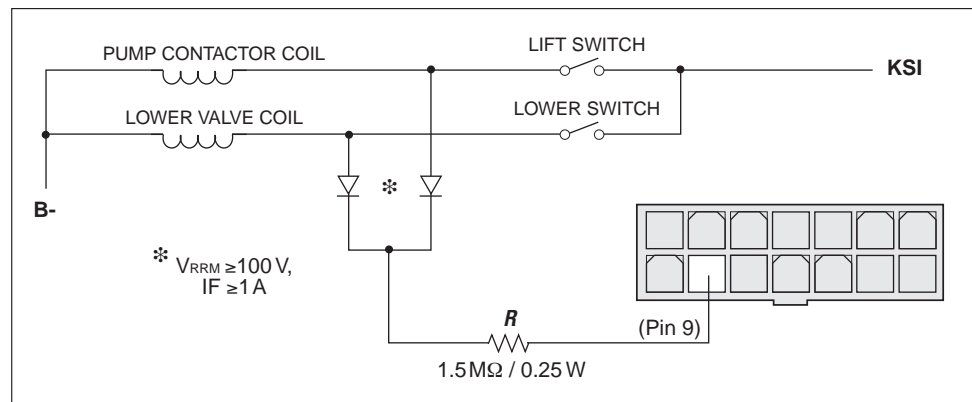 PUMP CONTACTOR COIL
LIFT SWITCH
KSI
LOWER VALVE COIL
LOWER SWITCH
B-
*
* VRRM ≥100 V,
IF ≥1 A
R
(Pin 9)
1.5 MΩ / 0.25 W